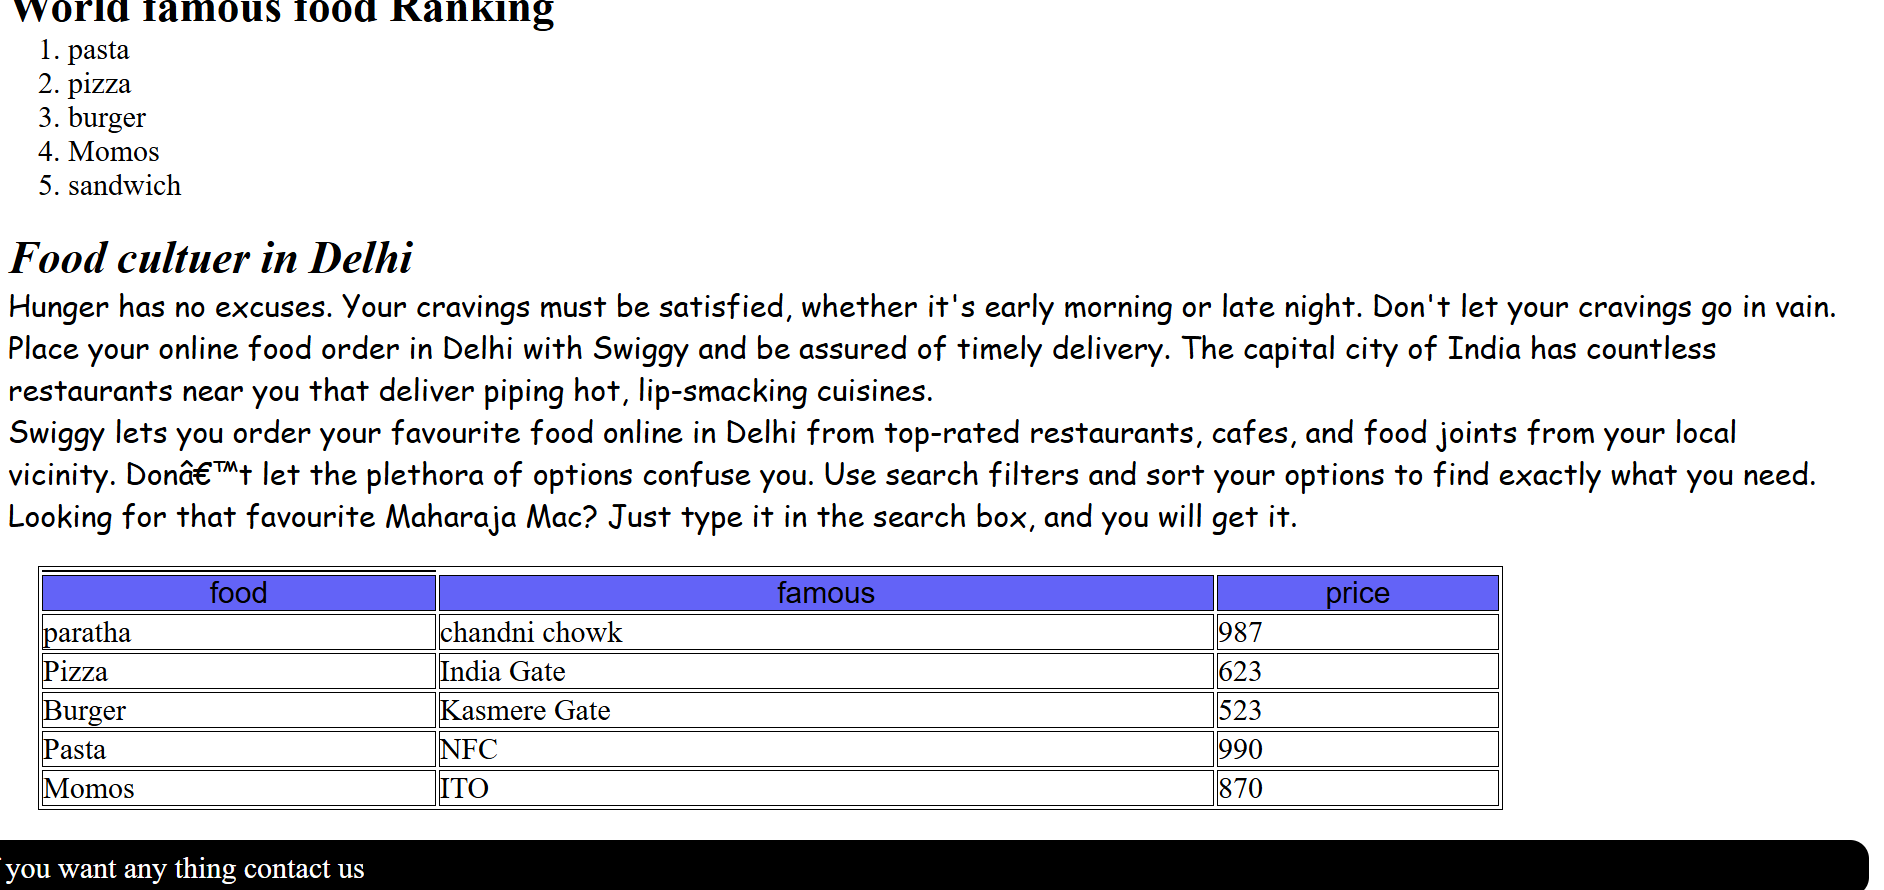 World famous food Ranking
1. pasta
2. pizza
3. burger
4. Momos
5. sandwich
Food cultuer in Delhi
Hunger has no excuses. Your cravings must be satisfied, whether it's early morning or late night. Don't let your cravings go in vain.
Place your online food order in Delhi with Swiggy and be assured of timely delivery. The capital city of India has countless
restaurants near you that deliver piping hot, lip-smacking cuisines.
Swiggy lets you order your favourite food online in Delhi from top-rated restaurants, cafes, and food joints from your local
vicinity. Donâ€™t let the plethora of options confuse you. Use search filters and sort your options to find exactly what you need.
Looking for that favourite Maharaja Mac? Just type it in the search box, and you will get it.
food famous price
paratha chandni chowk 987
Pizza India Gate 623
Burger Kasmere Gate 523
Pasta NFC 990
Momos ITO 870
you want any thing contact us